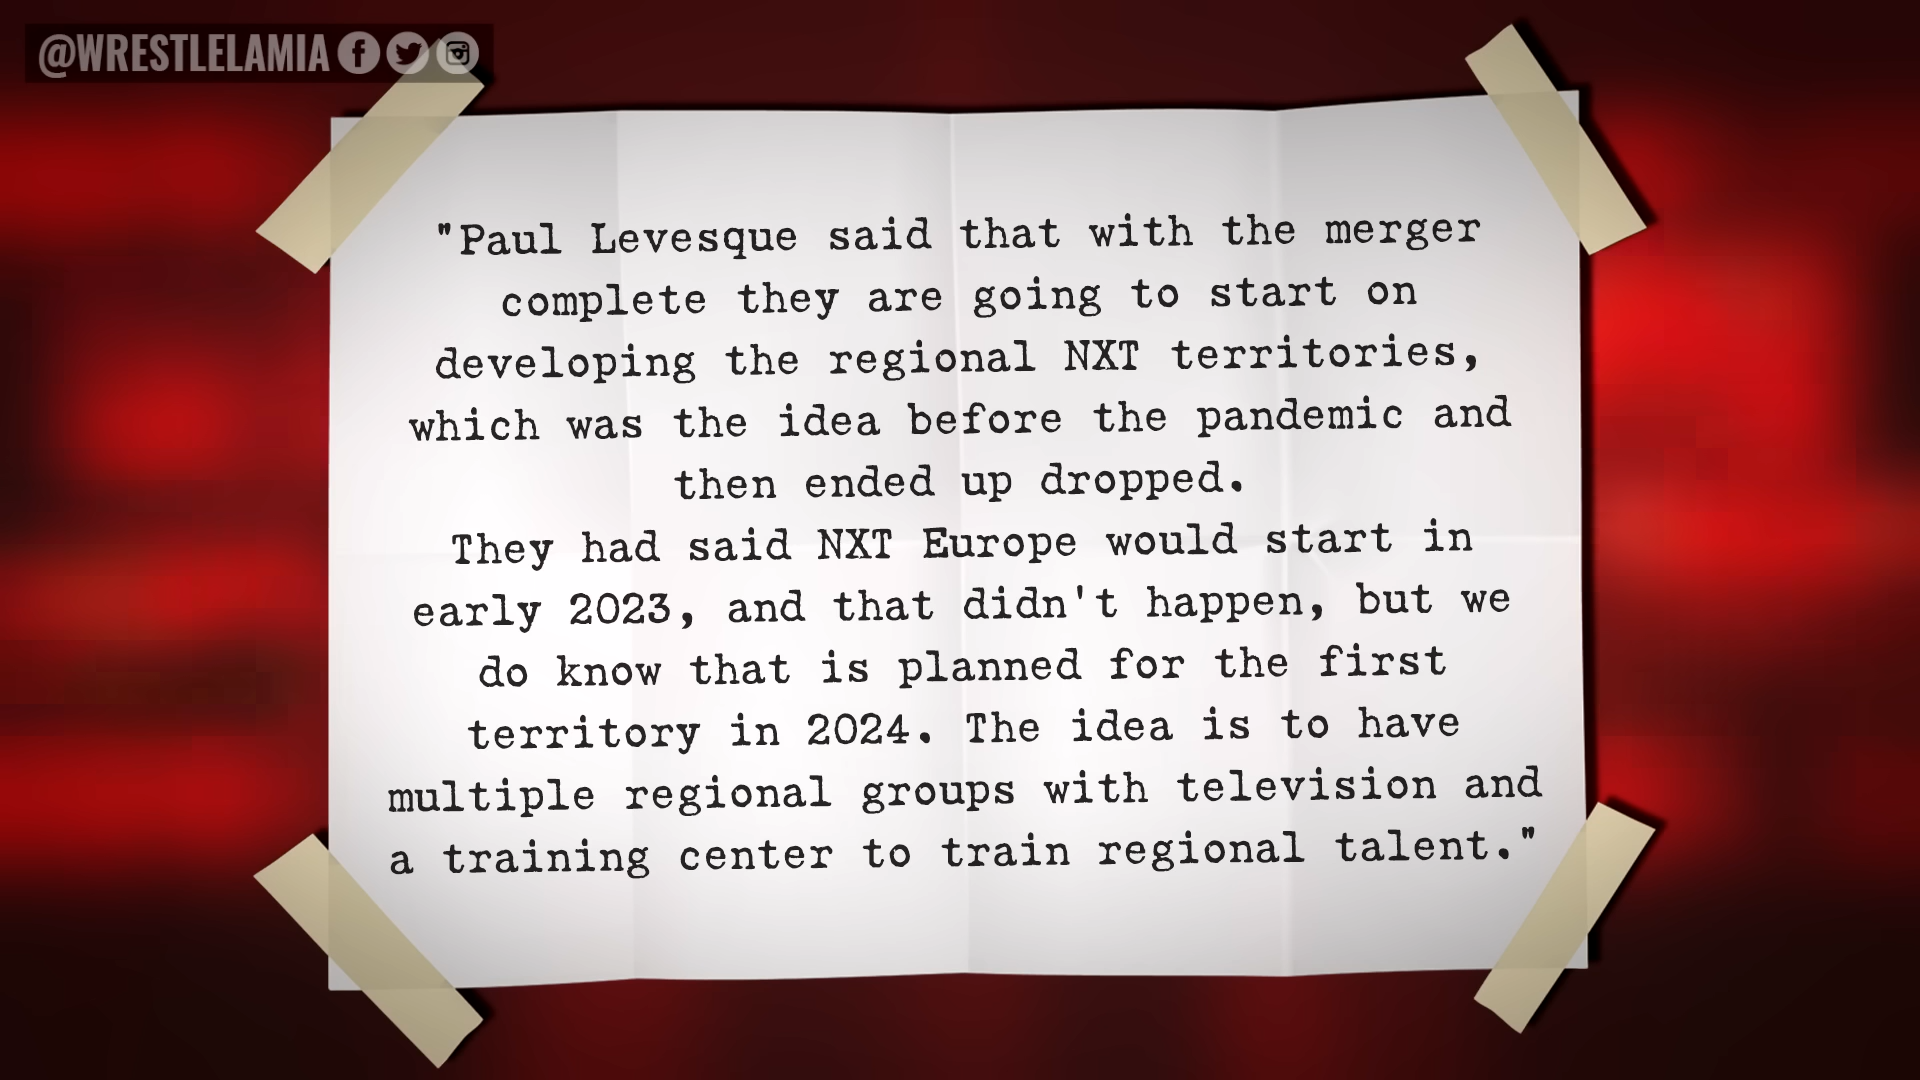 @WRESTLELAMIA
"Paul Levesque said that with the merger
complete they are going to start on
developing the regional NXT territories,
which was the idea before the pandemic and
then ended up dropped.
They had said NXT Europe would start in
early 2023, and that didn't happen, but we
do know that is planned for the first
territory in 2024. The idea is to have
multiple regional groups with television and
a training center to train regional talent."